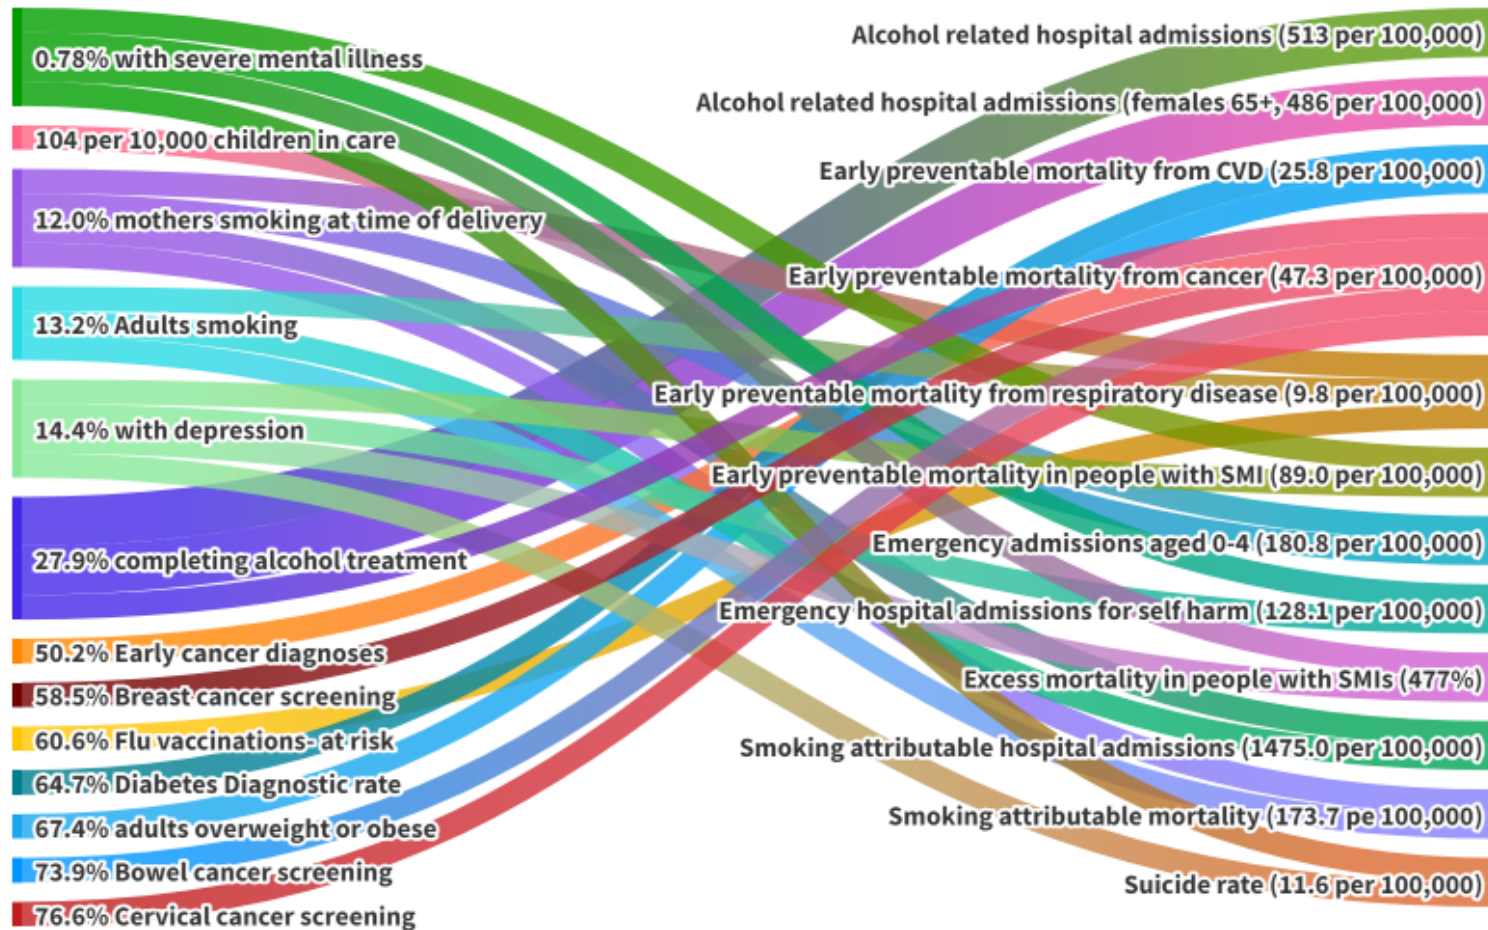 0.78% with severe mental illness
104 per 10,000 children in care
12.0% mothers smoking at time of delivery
13.2% Adults smoking
14.4% with depression
27.9% completing alcohol treatment
50.2% Early cancer diagnoses
58.5% Breast cancer screening
60.6% Flu vaccinations- at risk
64.7% Diabetes Diagnostic rate
67.4% adults overweight or obese
73.9% Bowel cancer screening
76.6% Cervical cancer screening
Alcohol related hospital admissions (513 per 100,000)
Alcohol related hospital admissions (females 65+, 486 per 100,000)
Early preventable mortality from CVD (25.8 per 100,000)
Early preventable mortality from cancer (47.3 per 100,000)
Early preventable mortality from respiratory disease (9.8 per 100,000)
Early preventable mortality in people with SMI (89.0 per 100,000)
Emergency admissions aged 0-4 (180.8 per 100,000)
Emergency hospital admissions for self harm (128.1 per 100,000)
Excess mortality in people with SMIs (477%)
Smoking attributable hospital admissions (1475.0 per 100,000)
Smoking attributable mortality (173.7 pe 100,000)
Suicide rate (11.6 per 100,000)